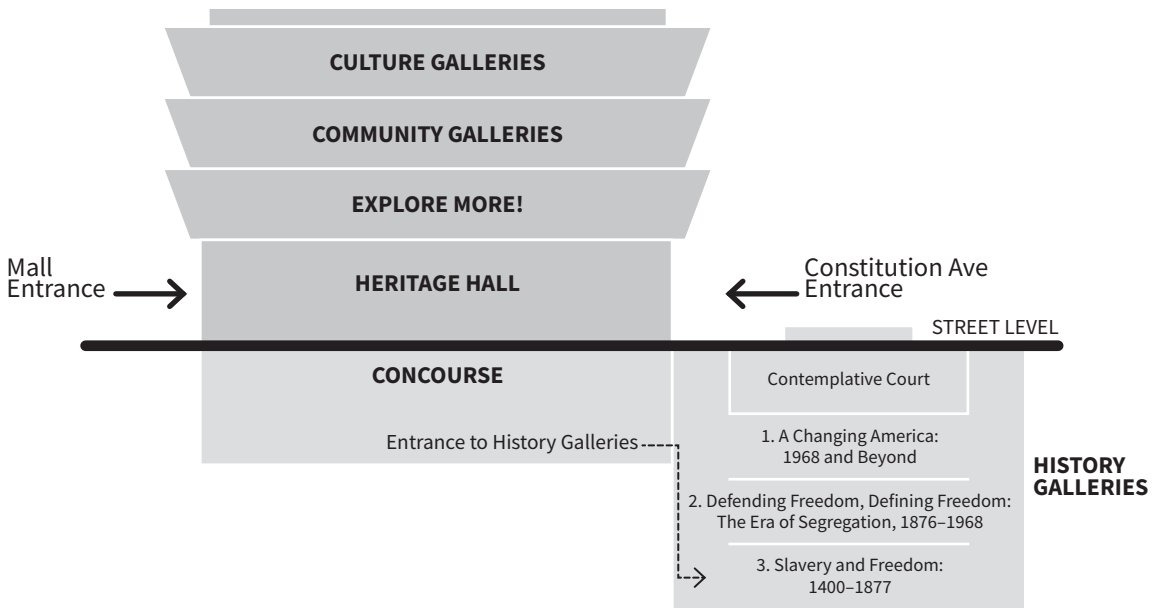 CULTURE GALLERIES
COMMUNITY GALLERIES
EXPLORE MORE!
Mall
Entrance
HERITAGE HALL
Constitution Ave
Entrance
STREET LEVEL
CONCOURSE
Contemplative Court
Entrance to History Galleries
1. A Changing America:
1968 and Beyond
HISTORY
GALLERIES
2. Defending Freedom, Defining Freedom:
The Era of Segregation, 1876–1968
3. Slavery and Freedom:
1400–1877